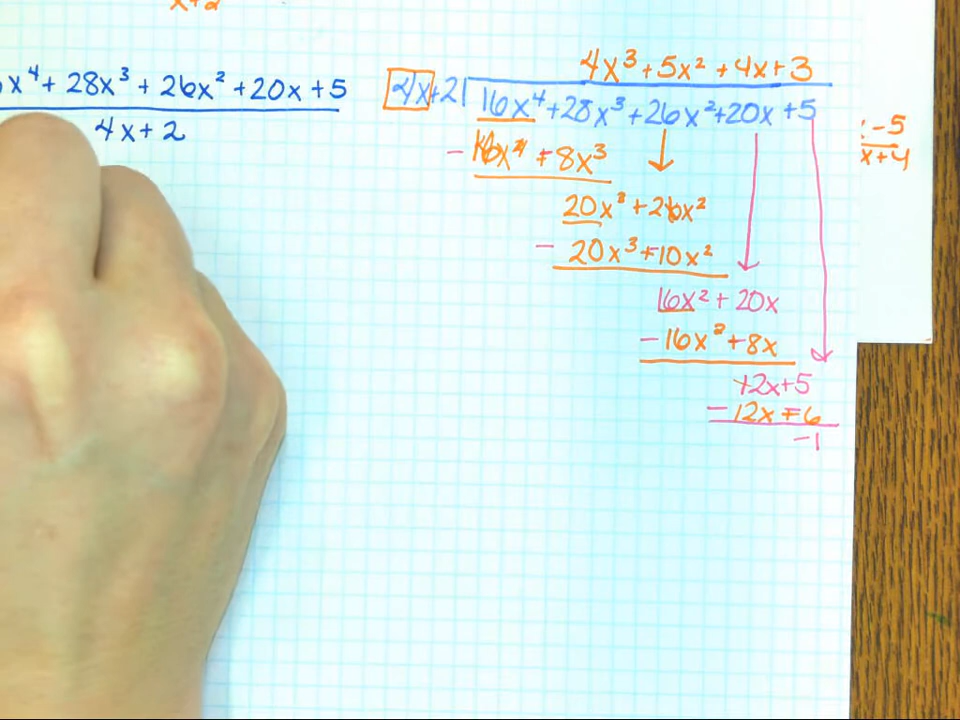 x+2
x⁴ + 28x³ + 26x² + 20x + 5
4x + 2
4x³ + 5x² + 4x + 3
4x+2
16x⁴ + 28x³ + 26x² + 20x + 5
- 16x⁴ + 8x³
20x³ + 26x²
- 20x³ + 10x²
16x² + 20x
- 16x² + 8x
12x + 5
- 12x + 6
-1
- 5
x + 4